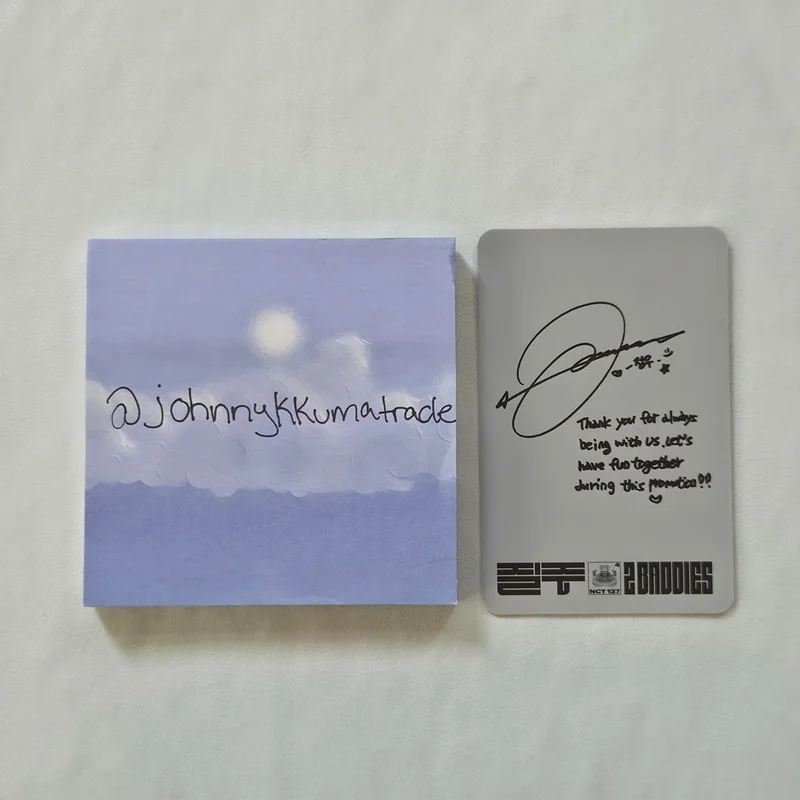 @johnnykkumatrade
Thank you for always
being with us. Let's
have fun together
during this promotion!!
질주
4
NCT 127
2 BADDIES